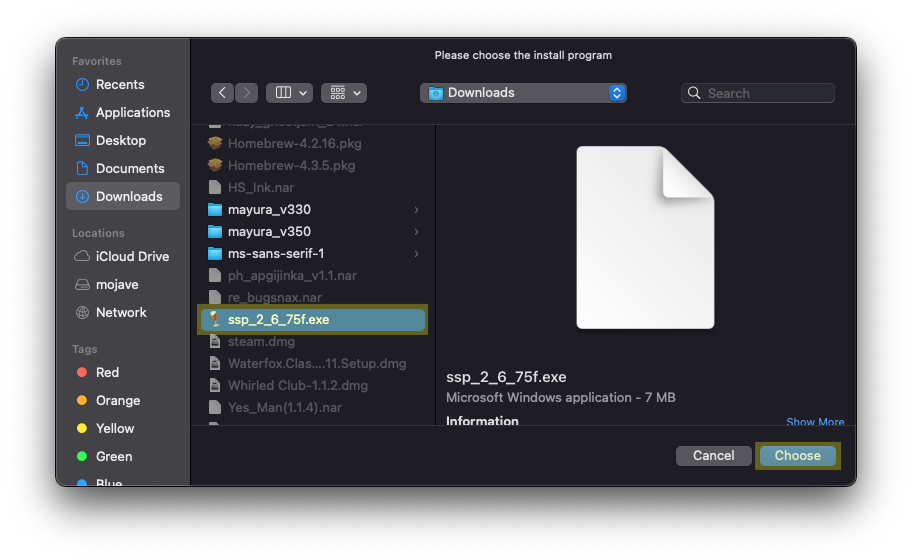 Please choose the install program
Favorites
Recents
Applications
Desktop
Documents
Downloads
Locations
iCloud Drive
mojave
Network
Tags
Red
Orange
Yellow
Green
Blue
Downloads
Search
Homebrew-4.2.16.pkg
Homebrew-4.3.5.pkg
HS_Ink.nar
mayura_v330
mayura_v350
ms-sans-serif-1
ph_apgijinka_v1.1.nar
re_bugsnax.nar
ssp_2_6_75f.exe
steam.dmg
Waterfox.Clas....11.Setup.dmg
Whirled Club-1.1.2.dmg
Yes_Man(1.1.4).nar
ssp_2_6_75f.exe
Microsoft Windows application - 7 MB
Information
Show More
Cancel
Choose